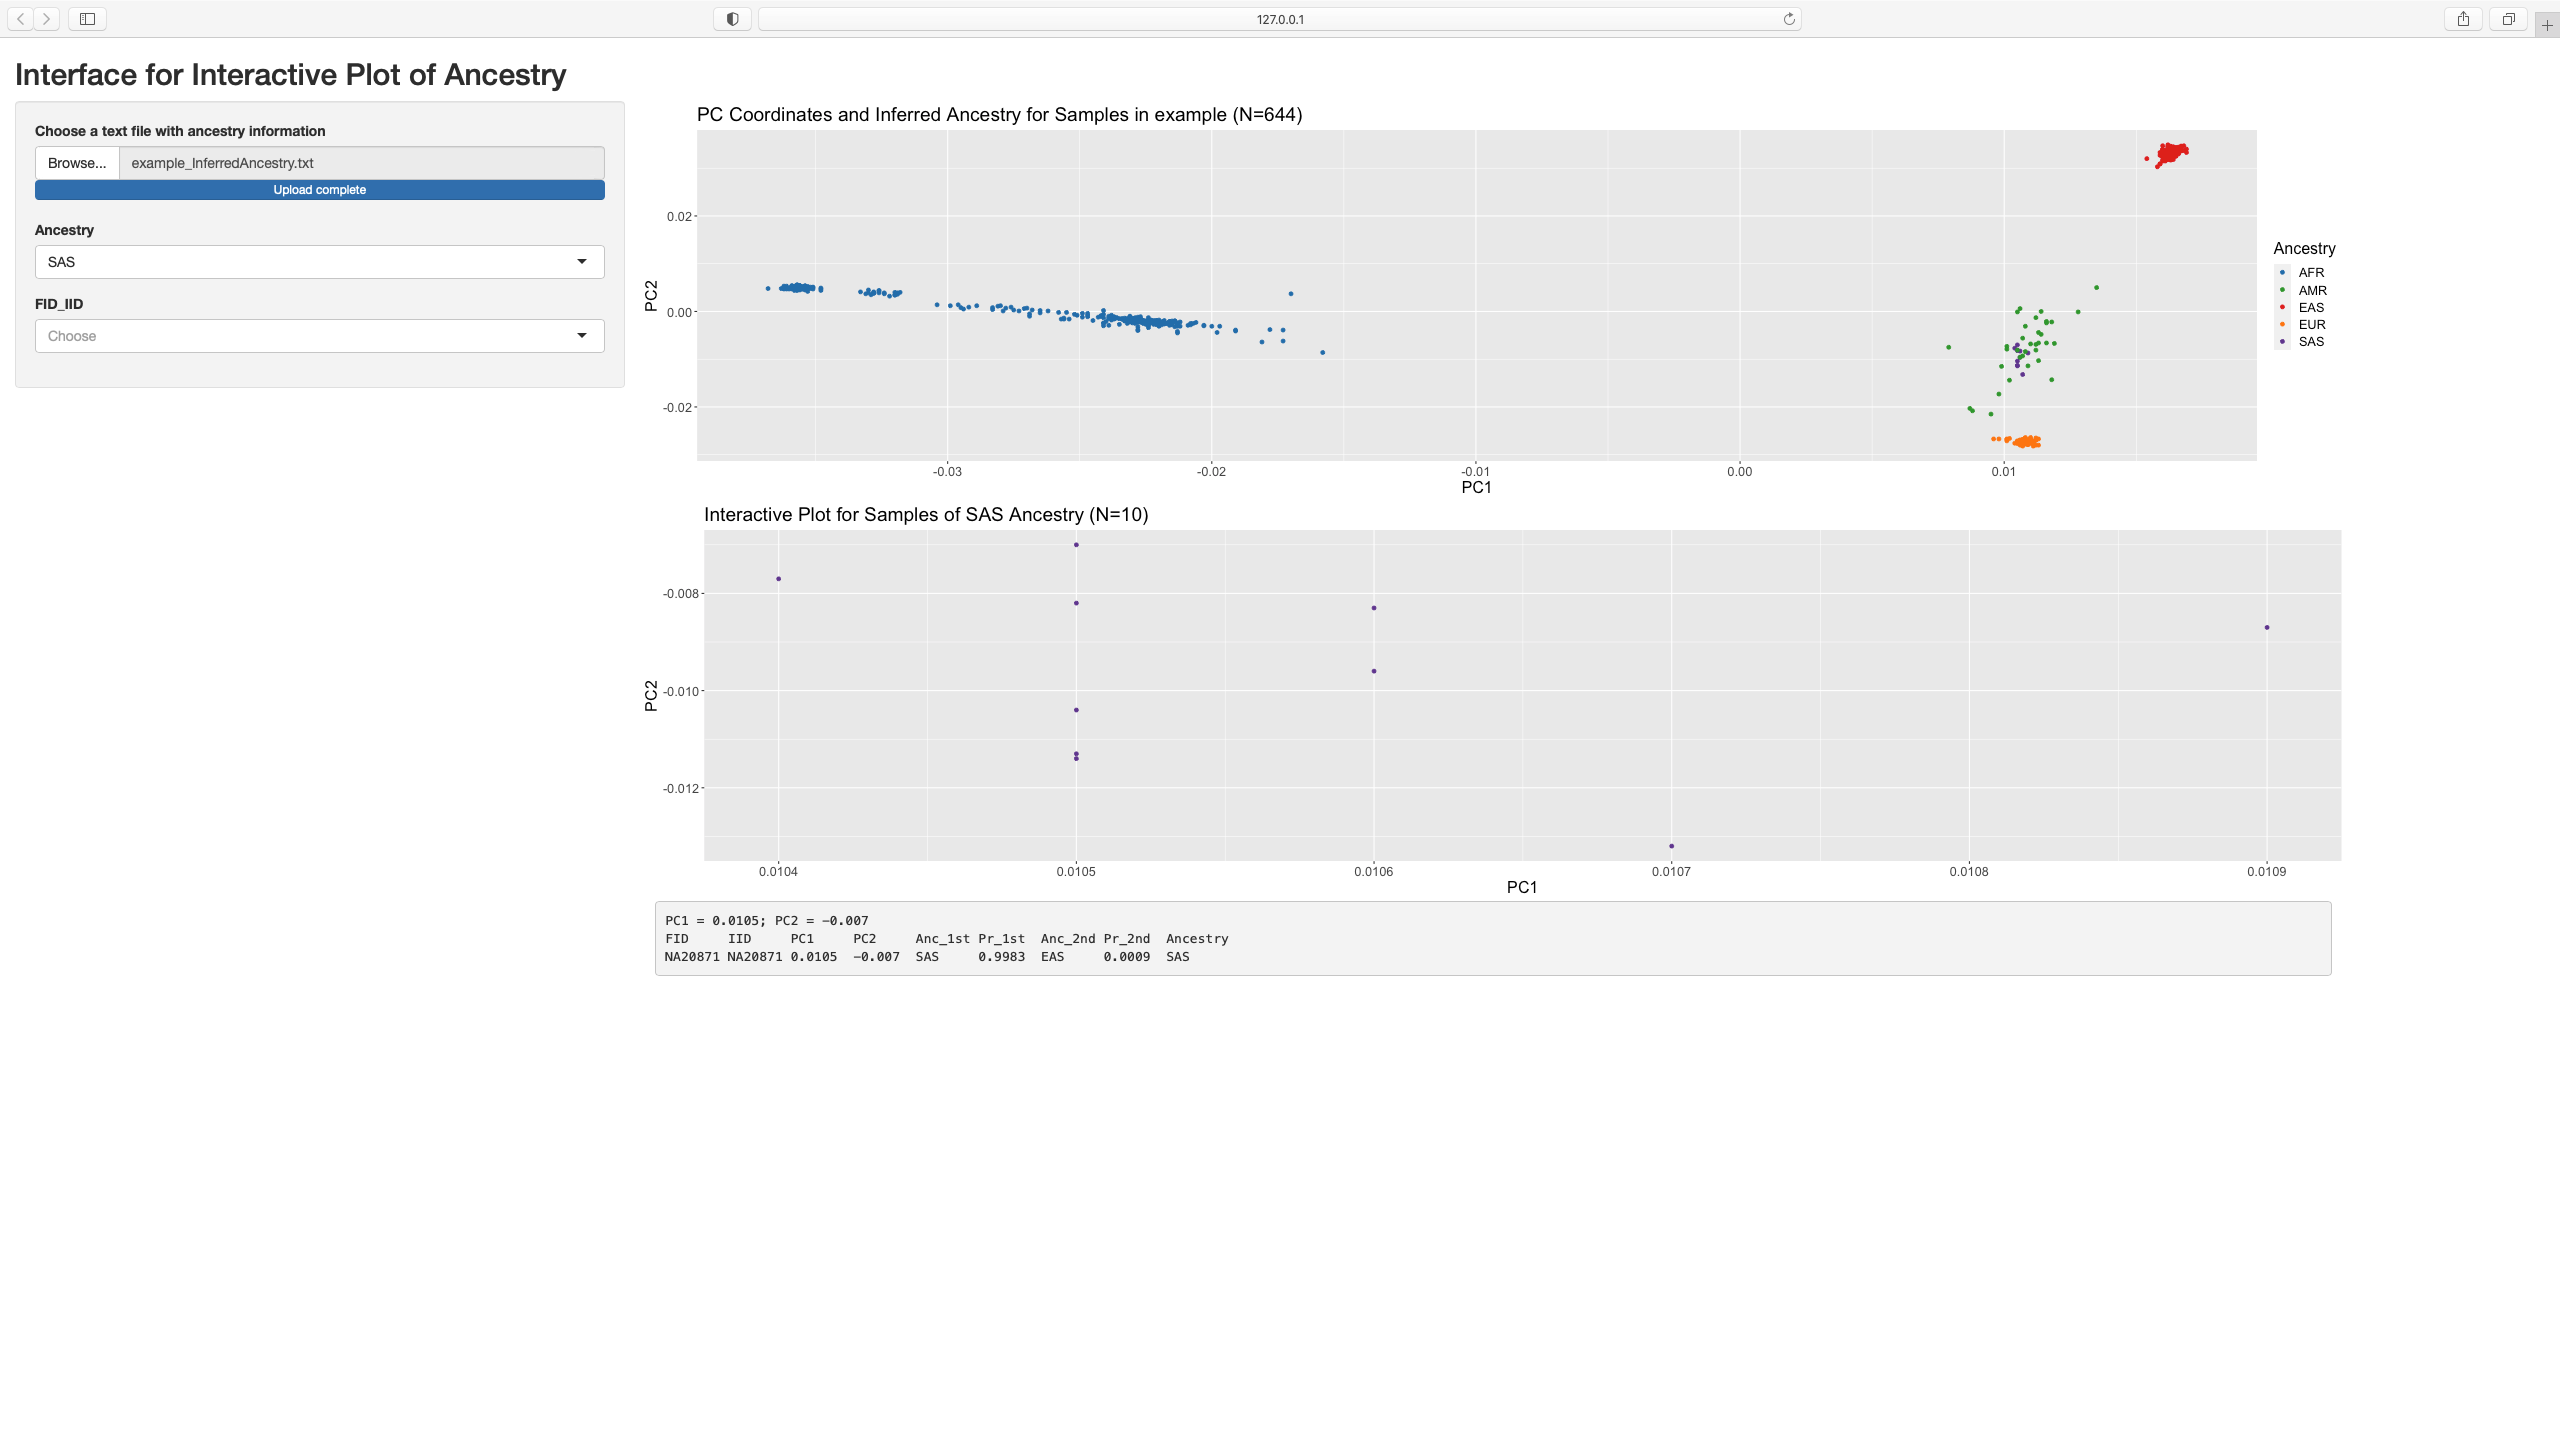 127.0.0.1
Interface for Interactive Plot of Ancestry
Choose a text file with ancestry information
Browse... example_InferredAncestry.txt
Upload complete
Ancestry
SAS
FID_IID
Choose
PC Coordinates and Inferred Ancestry for Samples in example (N=644)
0.02
0.00
-0.02
PC2
-0.03 -0.02 -0.01 0.00 0.01
PC1
Ancestry
AFR
AMR
EAS
EUR
SAS
Interactive Plot for Samples of SAS Ancestry (N=10)
-0.008
-0.010
-0.012
PC2
0.0104 0.0105 0.0106 0.0107 0.0108 0.0109
PC1
PC1 = 0.0105; PC2 = −0.007
FID IID PC1 PC2 Anc_1st Pr_1st Anc_2nd Pr_2nd Ancestry
NA20871 NA20871 0.0105 −0.007 SAS 0.9983 EAS 0.0009 SAS